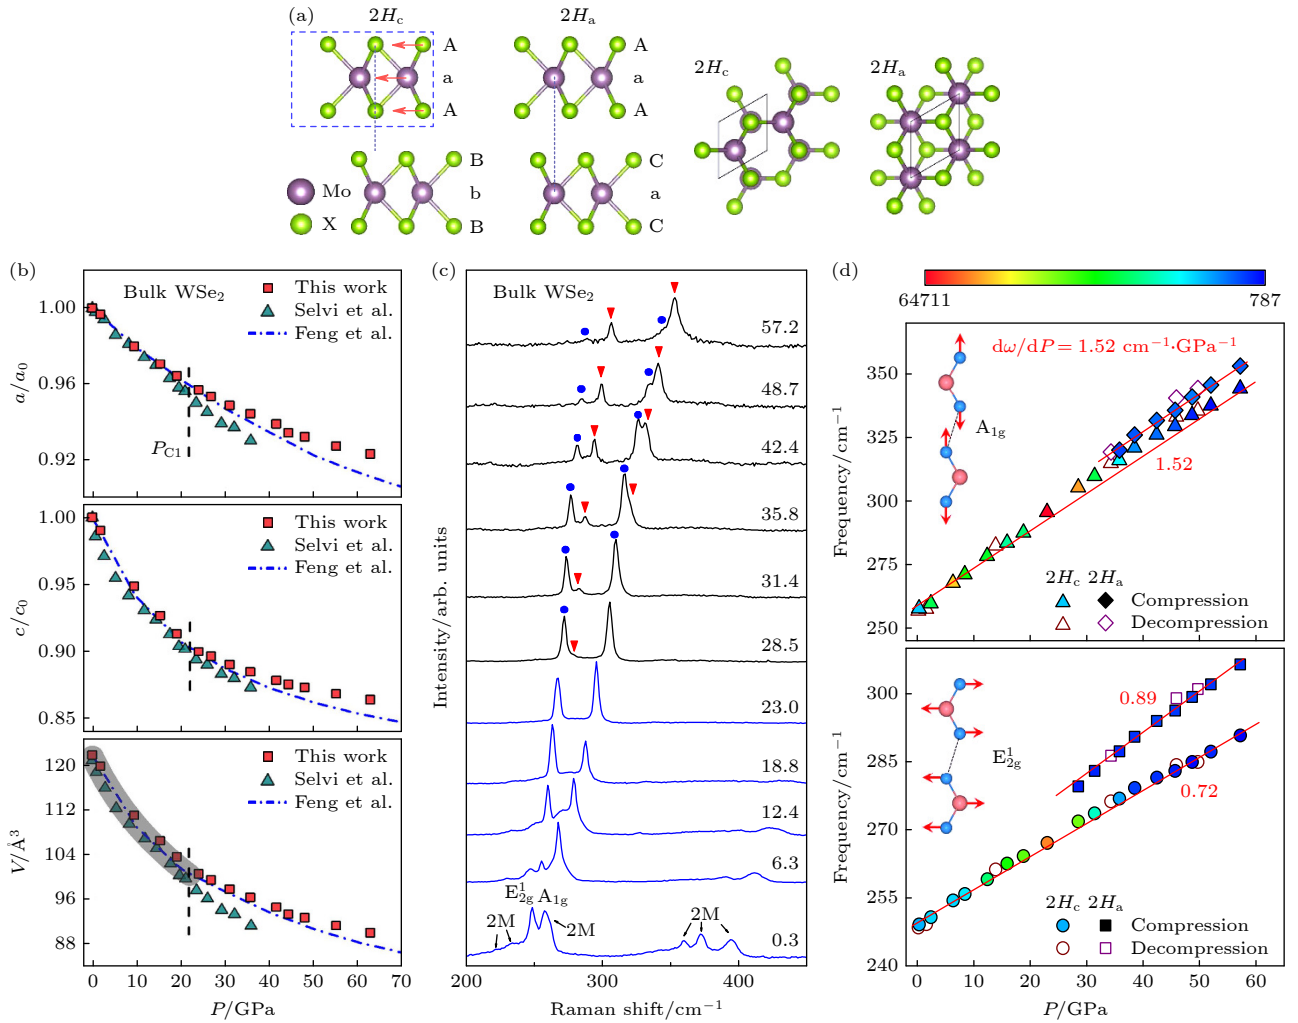 (a)
2Hc
2Ha
A
a
A
B
b
B
C
a
C
Mo
X
2Hc
2Ha
(b)
Bulk WSe2
This work
Selvi et al.
Feng et al.
PC1
1.00
0.96
0.92
a/a0
This work
Selvi et al.
Feng et al.
1.00
0.95
0.90
0.85
c/c0
This work
Selvi et al.
Feng et al.
120
112
104
96
88
V/Å³
0 10 20 30 40 50 60 70
P/GPa
(c)
Bulk WSe2
57.2
48.7
42.4
35.8
31.4
28.5
23.0
18.8
12.4
6.3
0.3
E¹2g A1g
2M
2M
2M
Intensity/arb. units
200 300 400
Raman shift/cm⁻¹
(d)
64711 787
dω/dP = 1.52 cm⁻¹·GPa⁻¹
A1g
1.52
2Hc 2Ha
Compression
Decompression
350
325
300
275
250
Frequency/cm⁻¹
0.89
E¹2g
0.72
2Hc 2Ha
Compression
Decompression
300
285
270
255
240
Frequency/cm⁻¹
0 10 20 30 40 50 60
P/GPa